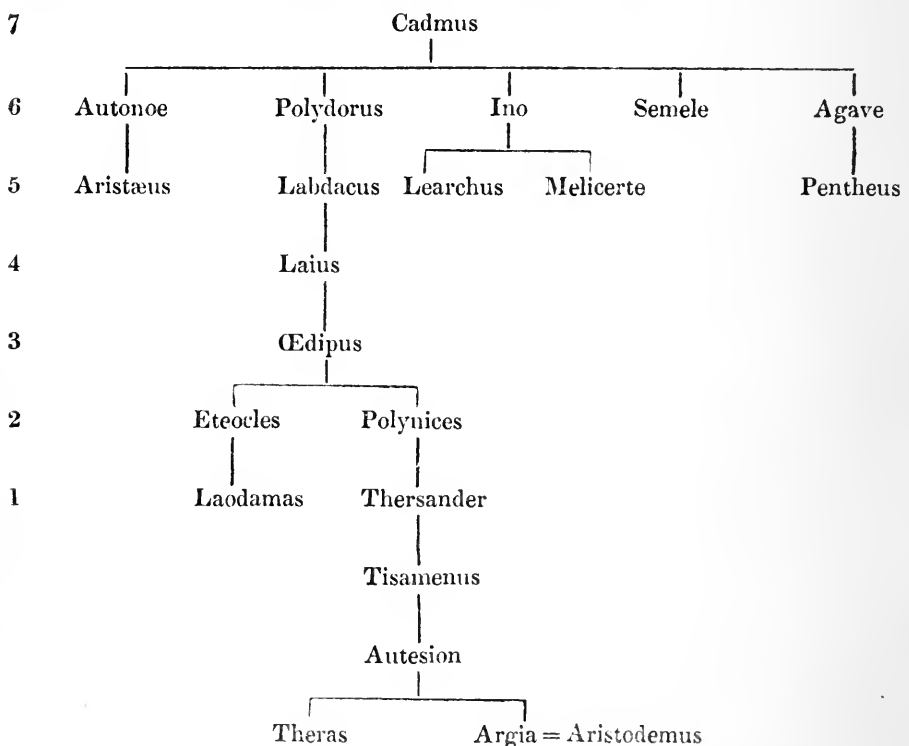 7 Cadmus
6 Autonoe Polydorus Ino Semele Agave
5 Aristæus Labdacus Learchus Melicerte Pentheus
4 Laius
3 Œdipus
2 Eteocles Polynices
1 Laodamas Thersander
Tisamenus
Autesion
Theras Argia = Aristodemus